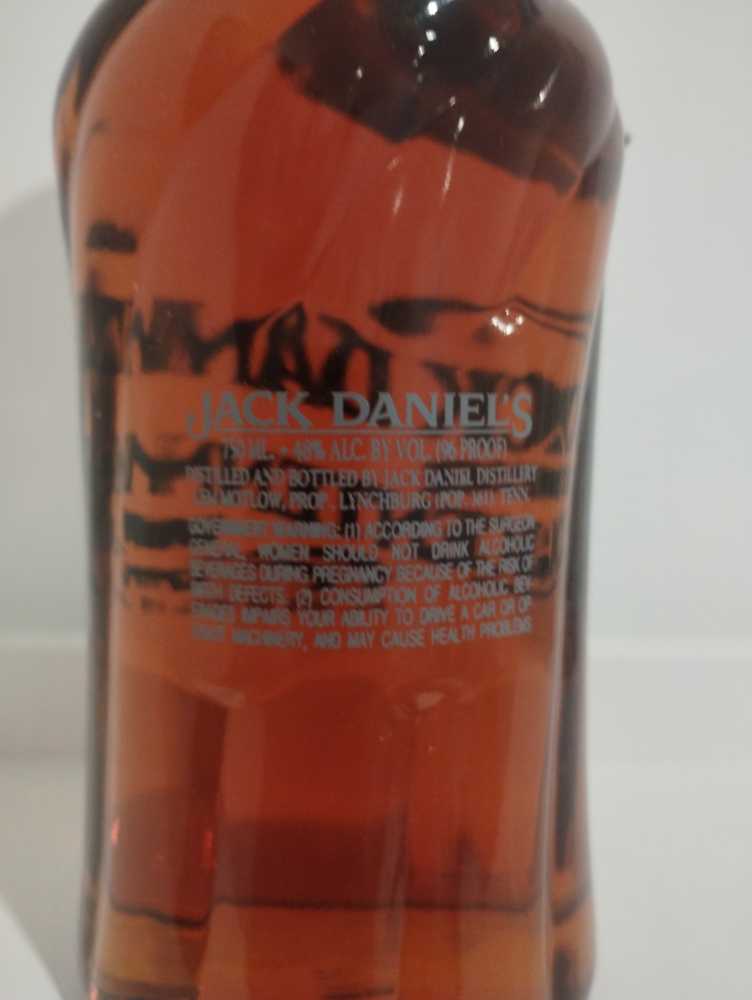 JACK DANIEL'S
750 ML. • 48% ALC. BY VOL. (96 PROOF)
DISTILLED AND BOTTLED BY JACK DANIEL DISTILLERY
LEM MOTLOW, PROP., LYNCHBURG (POP. 361) TENN.
GOVERNMENT WARNING: (1) ACCORDING TO THE SURGEON
GENERAL, WOMEN SHOULD NOT DRINK ALCOHOLIC
BEVERAGES DURING PREGNANCY BECAUSE OF THE RISK OF
BIRTH DEFECTS. (2) CONSUMPTION OF ALCOHOLIC BEV-
ERAGES IMPAIRS YOUR ABILITY TO DRIVE A CAR OR OP-
ERATE MACHINERY, AND MAY CAUSE HEALTH PROBLEMS.